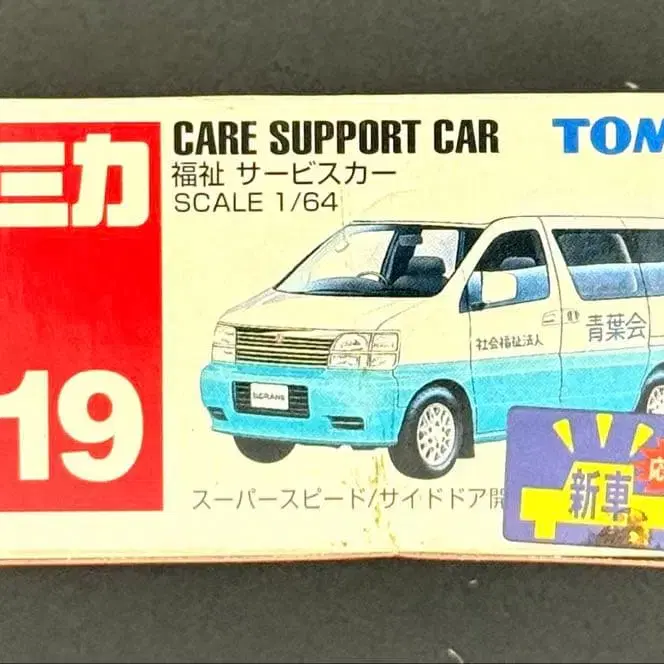 ミカ
19
CARE SUPPORT CAR
福祉 サービスカー
SCALE 1/64
TOM
社会福祉法人
青葉会
スーパースピード/サイドドア開
新車